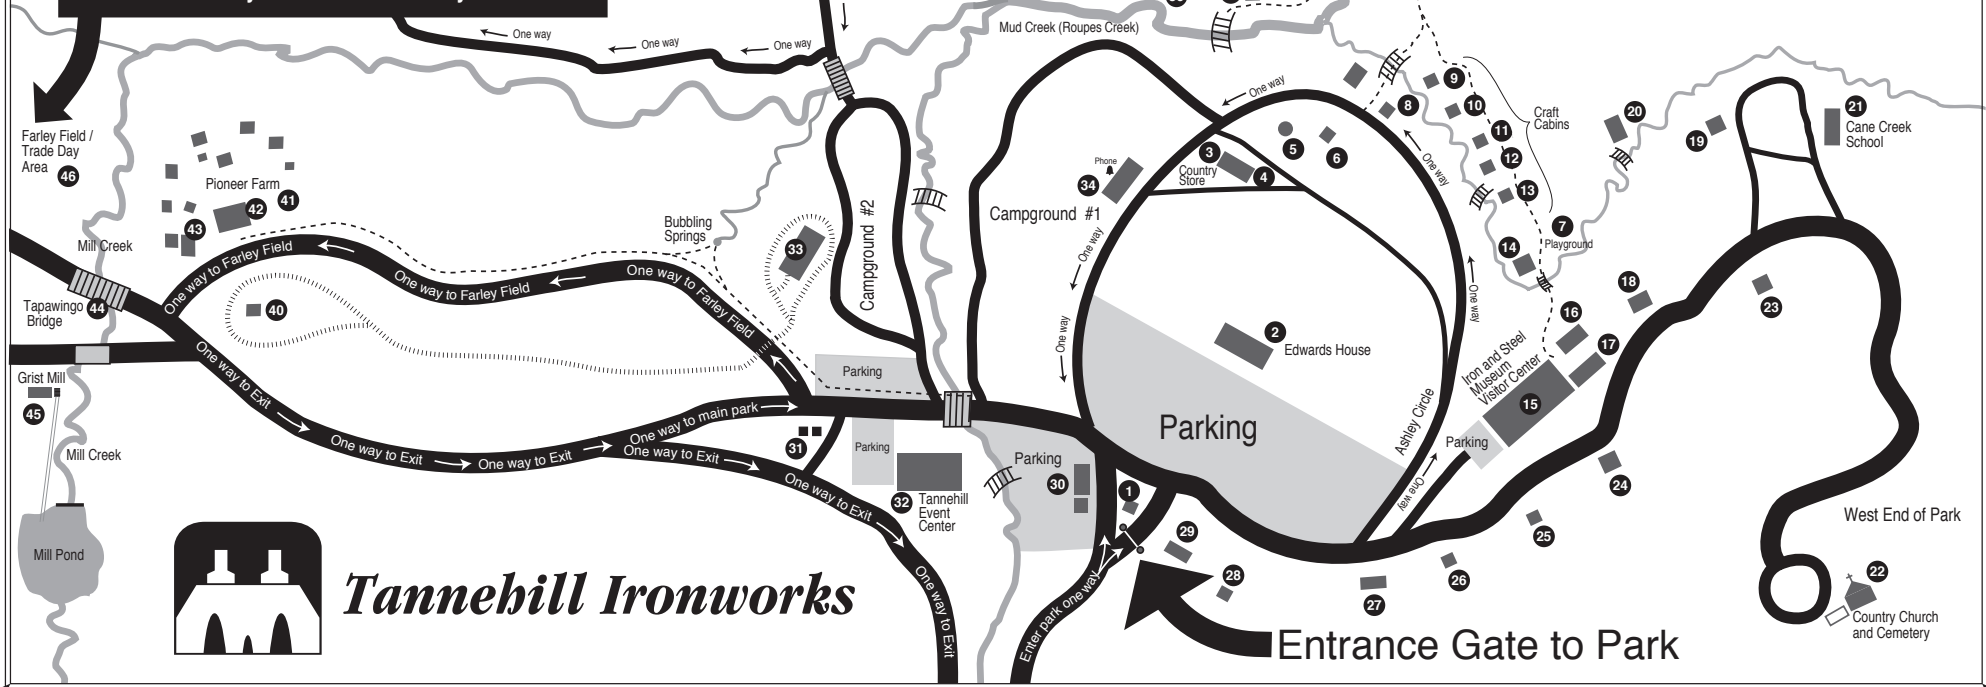 One way
One way
One way
Mud Creek (Roupes Creek)
One way
9
8
10
Craft
Cabins
11
12
13
20
19
21
Cane Creek
School
Farley Field /
Trade Day
Area
46
Pioneer Farm
41
42
43
Mill Creek
Tapawingo
Bridge
44
One way to Farley Field
One way to Farley Field
One way to Farley Field
40
Bubbling
Springs
33
Campground #2
Phone
34
Campground #1
3
Country
Store
4
5
6
One way
One way
One way
One way
7
Playground
14
18
23
16
17
Iron and Steel
Museum
Visitor Center
15
2
Edwards House
Parking
Ashley Circle
Parking
One way
Parking
Grist Mill
45
Mill Creek
Mill Pond
One way to Exit
One way to Exit
One way to Exit
One way to main park
One way to Exit
One way to Exit
One way to Exit
31
Parking
32
Tannehill
Event
Center
Parking
30
1
29
28
27
26
25
24
West End of Park
22
Country Church
and Cemetery
Enter park one way
Tannehill Ironworks
Entrance Gate to Park